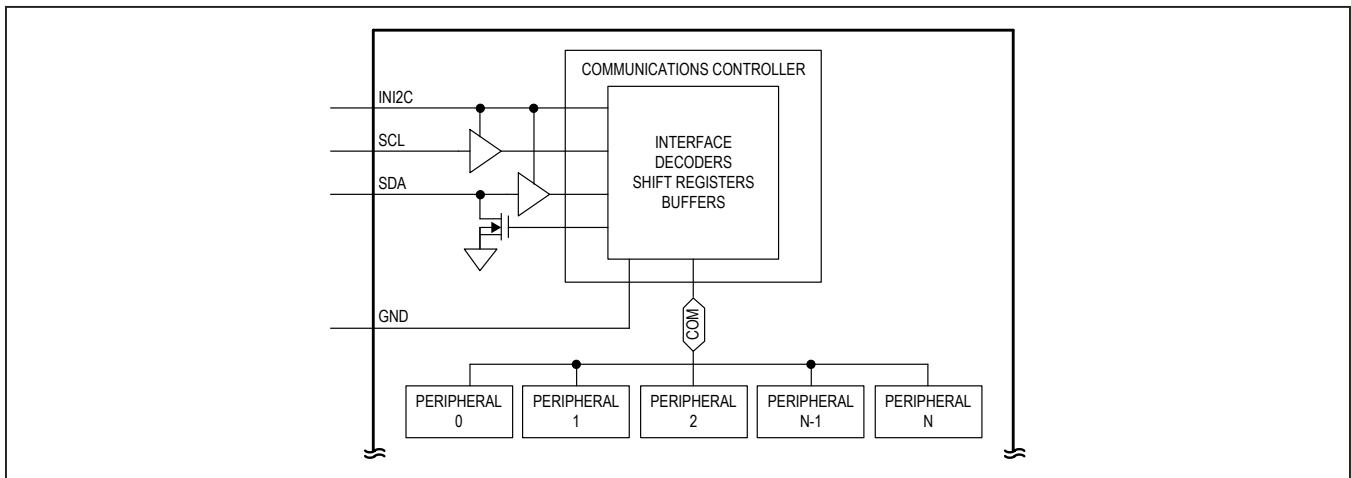 COMMUNICATIONS CONTROLLER
INI2C
SCL
SDA
INTERFACE
DECODERS
SHIFT REGISTERS
BUFFERS
GND
COM
PERIPHERAL
0
PERIPHERAL
1
PERIPHERAL
2
PERIPHERAL
N-1
PERIPHERAL
N